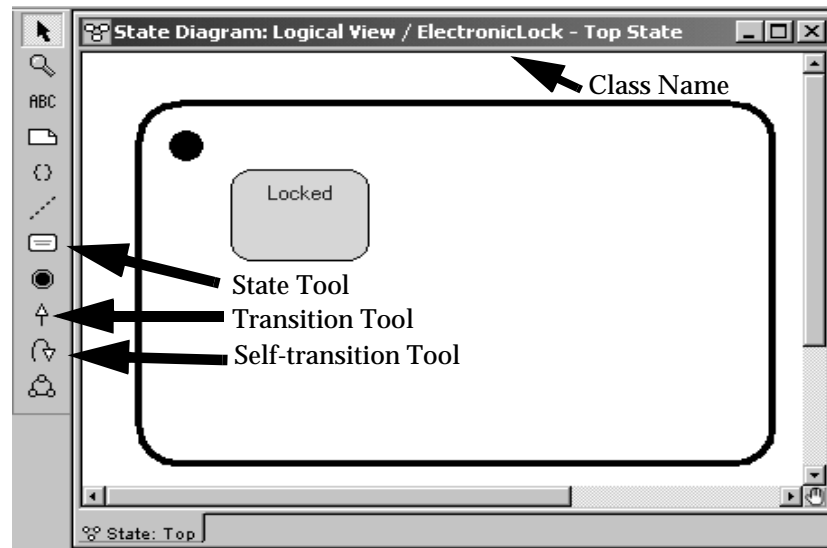 State Diagram: Logical View / ElectronicLock - Top State
Class Name
ABC
Locked
State Tool
Transition Tool
Self-transition Tool
State: Top